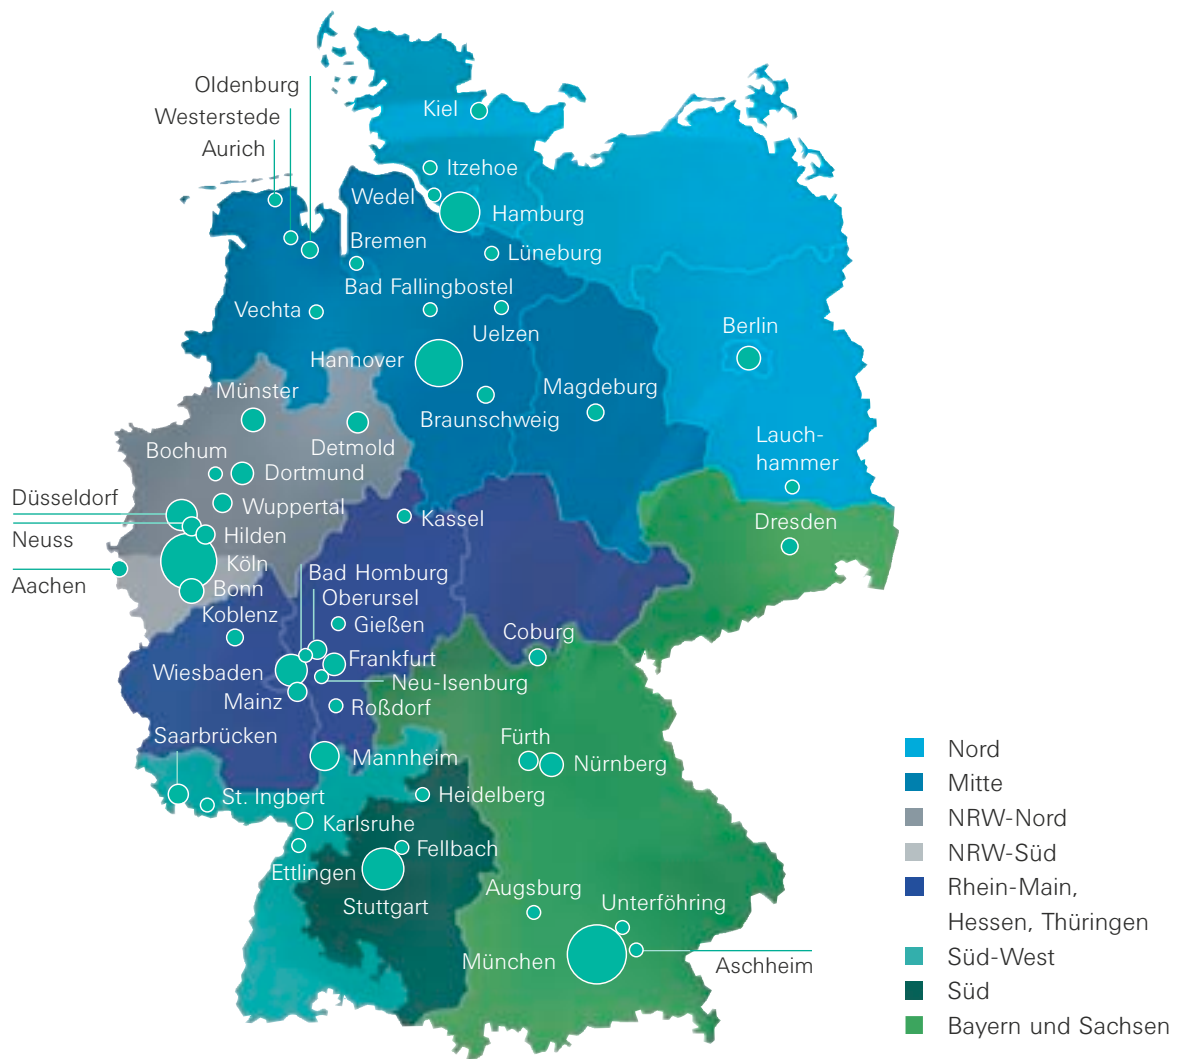 Oldenburg
Westerstede
Aurich
Kiel
Itzehoe
Wedel
Hamburg
Bremen
Lüneburg
Bad Fallingbostel
Vechta
Uelzen
Berlin
Hannover
Münster
Magdeburg
Braunschweig
Detmold
Bochum
Dortmund
Lauch-
hammer
Düsseldorf
Wuppertal
Kassel
Dresden
Neuss
Hilden
Köln
Aachen
Bad Homburg
Bonn
Oberursel
Koblenz
Gießen
Coburg
Frankfurt
Wiesbaden
Neu-Isenburg
Mainz
Roßdorf
Saarbrücken
Fürth
Mannheim
Nürnberg
St. Ingbert
Heidelberg
Karlsruhe
Fellbach
Ettlingen
Augsburg
Stuttgart
Unterföhring
München
Aschheim
Nord
Mitte
NRW-Nord
NRW-Süd
Rhein-Main,
Hessen, Thüringen
Süd-West
Süd
Bayern und Sachsen